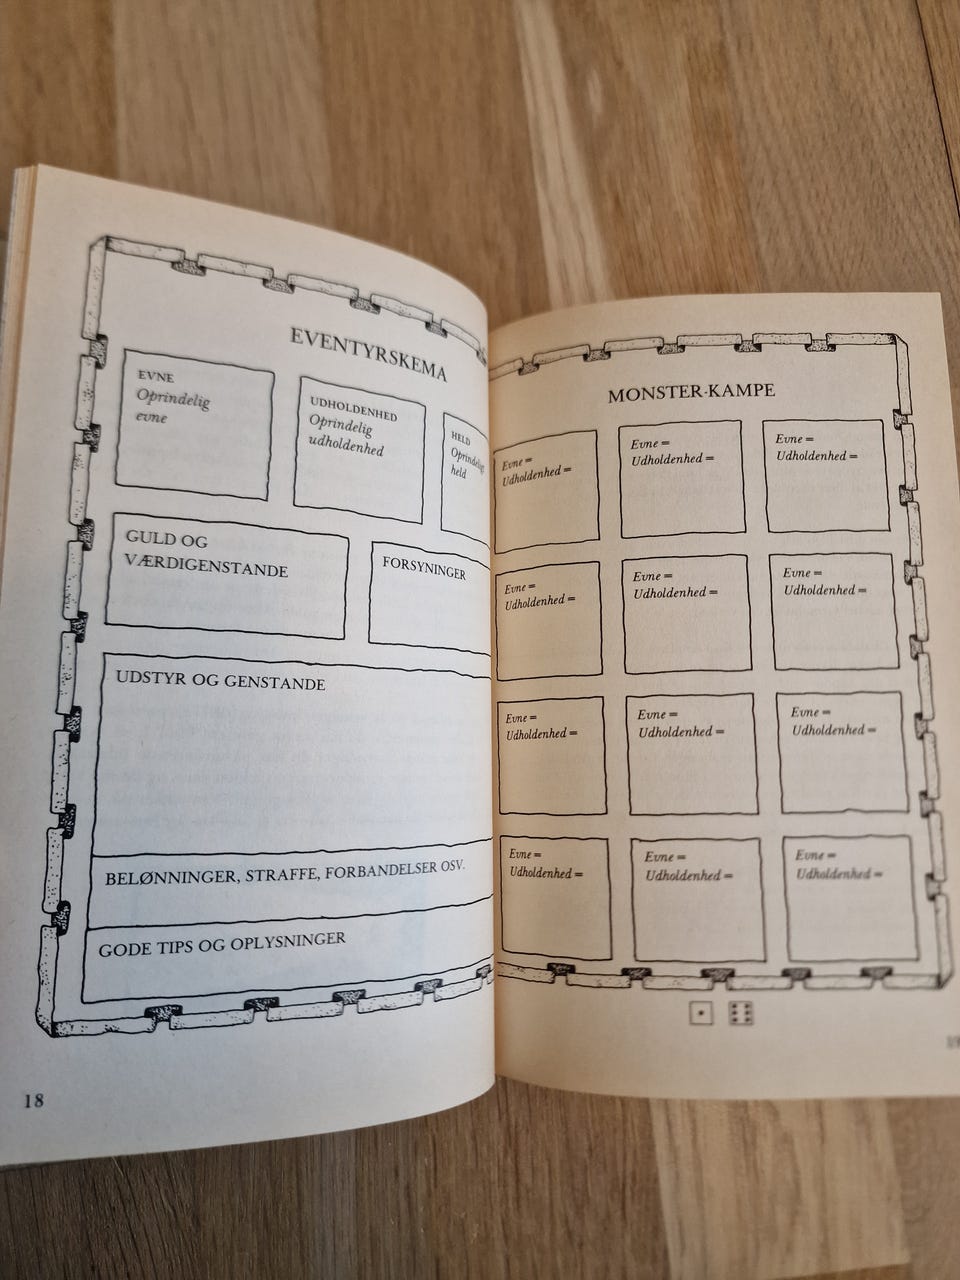 EVENTYRSKEMA
EVNE
Oprindelig
evne
UDHOLDENHED
Oprindelig
udholdenhed
HELD
Oprindelig
held
GULD OG
VÆRDIGENSTANDE
FORSYNINGER
UDSTYR OG GENSTANDE
BELØNNINGER, STRAFFE, FORBANDELSER OSV.
GODE TIPS OG OPLYSNINGER
18
MONSTER-KAMPE
Evne =
Udholdenhed =
Evne =
Udholdenhed =
Evne =
Udholdenhed =
Evne =
Udholdenhed =
Evne =
Udholdenhed =
Evne =
Udholdenhed =
Evne =
Udholdenhed =
Evne =
Udholdenhed =
Evne =
Udholdenhed =
Evne =
Udholdenhed =
Evne =
Udholdenhed =
Evne =
Udholdenhed =